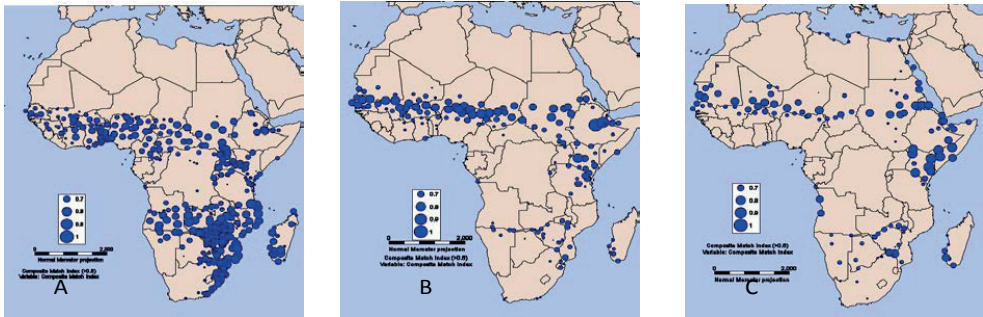 0.7
0.8
0.9
1
0 2,000
Normal Mercator projection
Composite Match Index (>0.6)
Variable: Composite Match Index
A
0.7
0.8
0.9
1
0 2,000
Normal Mercator projection
Composite Match Index (>0.6)
Variable: Composite Match Index
B
0.7
0.8
0.9
1
Composite Match Index (>0.6)
Variable: Composite Match Index
0 2,000
Normal Mercator projection
C